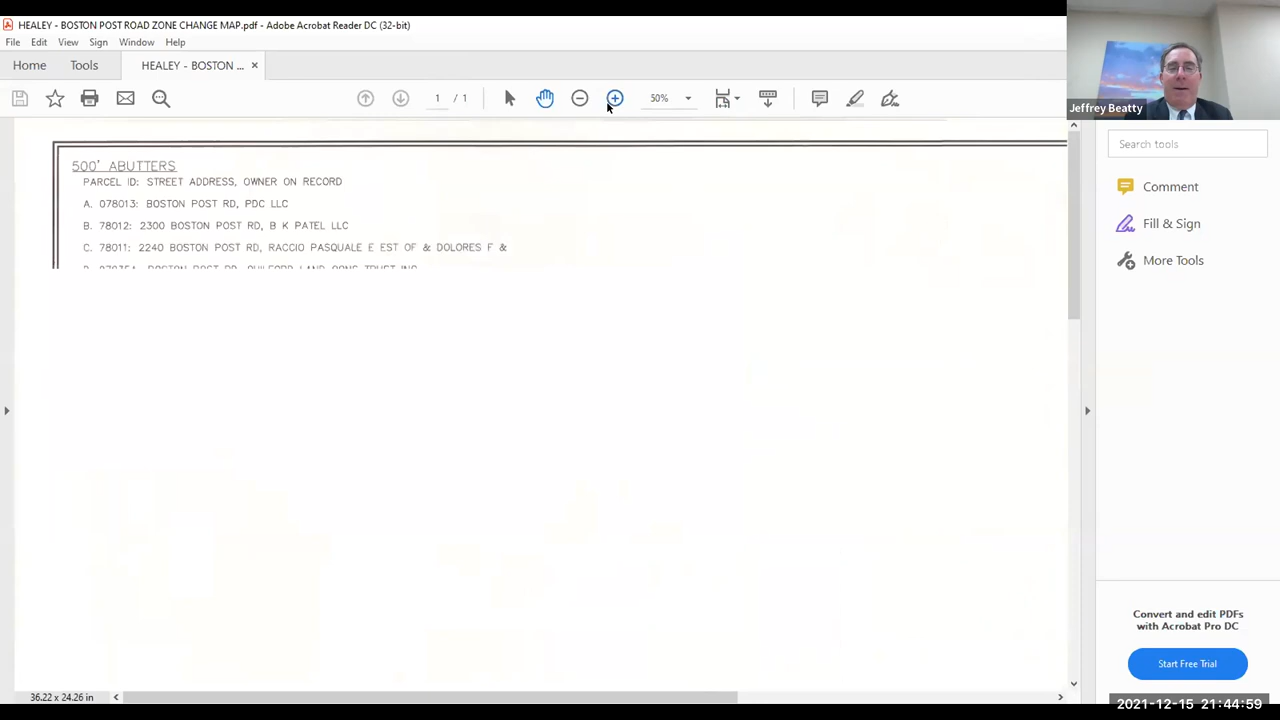 HEALEY - BOSTON POST ROAD ZONE CHANGE MAP.pdf - Adobe Acrobat Reader DC (32-bit)
File Edit View Sign Window Help
Home Tools HEALEY - BOSTON ... ×
1 / 1 50%
Jeffrey Beatty
Search tools
Comment
Fill & Sign
More Tools
500' ABUTTERS
PARCEL ID: STREET ADDRESS, OWNER ON RECORD
A. 078013: BOSTON POST RD, PDC LLC
B. 78012: 2300 BOSTON POST RD, B K PATEL LLC
C. 78011: 2240 BOSTON POST RD, RACCIO PASQUALE E EST OF & DOLORES F &
Convert and edit PDFs
with Acrobat Pro DC
Start Free Trial
36.22 x 24.26 in
2021-12-15 21:44:59